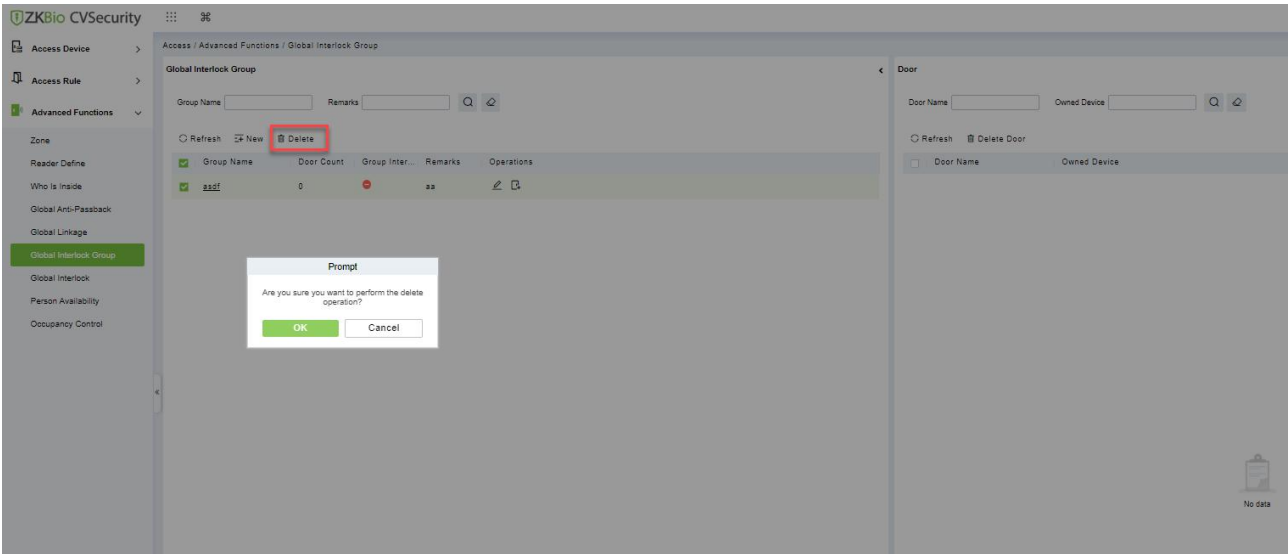 ZKBio CVSecurity
Access Device
Access Rule
Advanced Functions
Zone
Reader Define
Who Is Inside
Global Anti-Passback
Global Linkage
Global Interlock Group
Global Interlock
Person Availability
Occupancy Control
Access / Advanced Functions / Global Interlock Group
Global Interlock Group
Group Name Remarks
Refresh New Delete
Group Name Door Count Group Inter... Remarks Operations
asdf 0 aa
Prompt
Are you sure you want to perform the delete
operation?
OK Cancel
Door
Door Name Owned Device
Refresh Delete Door
Door Name Owned Device
No data